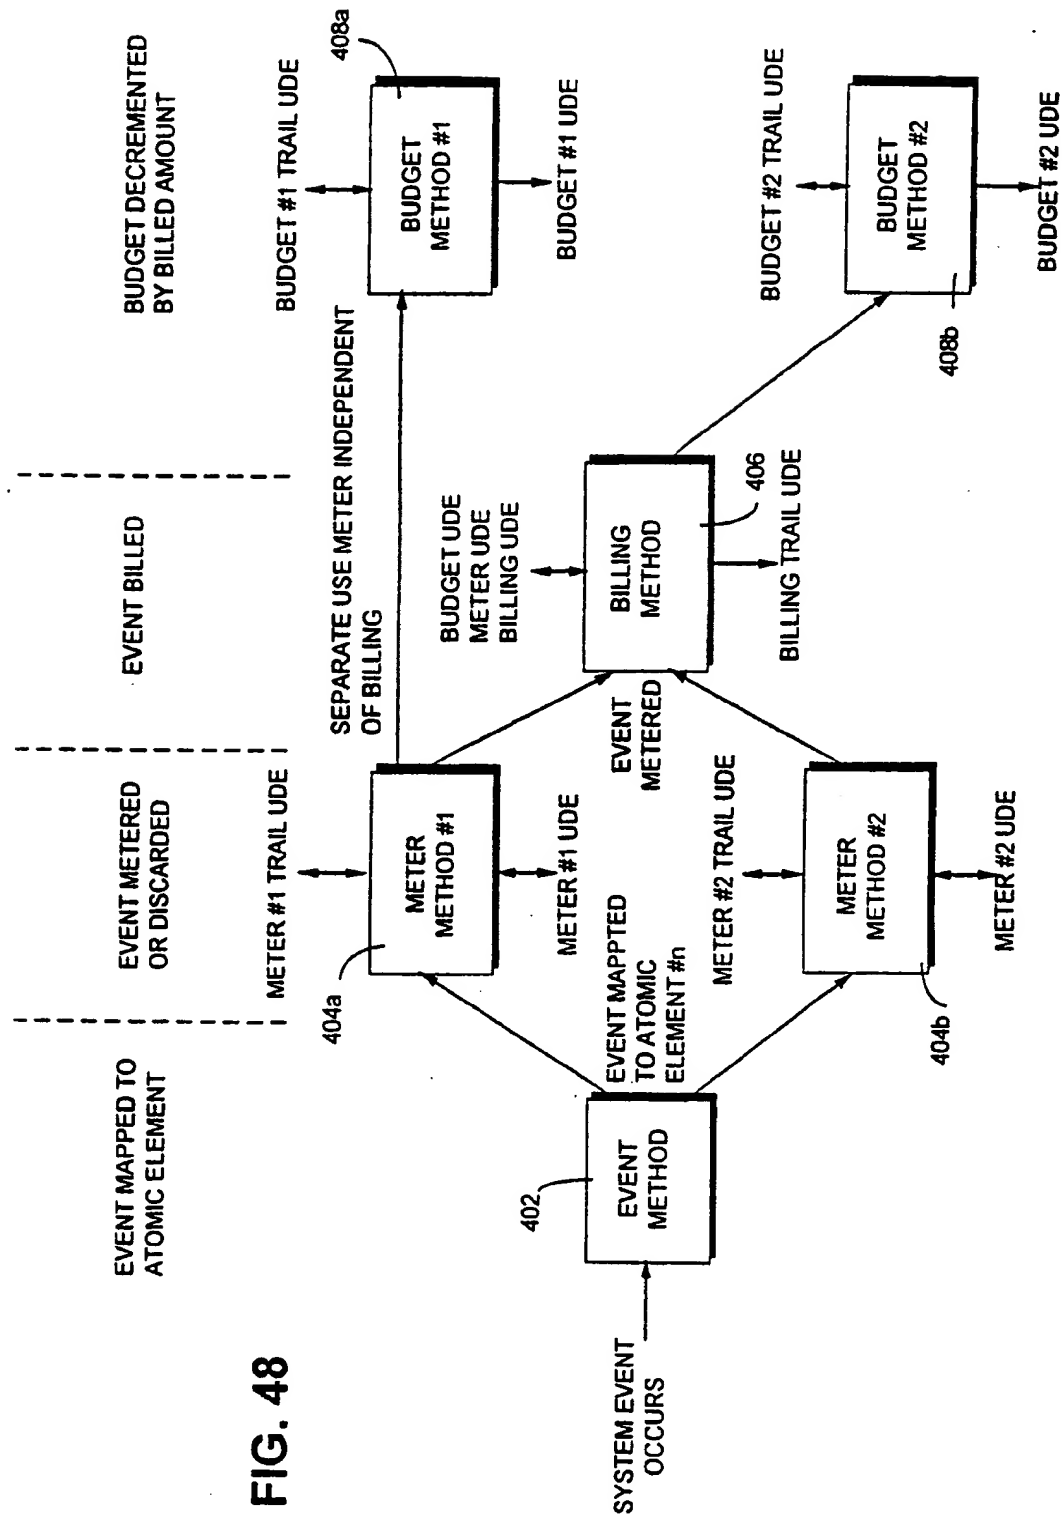 FIG. 48
EVENT MAPPED TO
ATOMIC ELEMENT
EVENT METERED
OR DISCARDED
EVENT BILLED
BUDGET DECREMENTED
BY BILLED AMOUNT
SYSTEM EVENT
OCCURS
402
EVENT
METHOD
EVENT MAPPTED
TO ATOMIC
ELEMENT #n
METER #1 TRAIL UDE
404a
METER
METHOD #1
METER #1 UDE
METER #2 TRAIL UDE
METER
METHOD #2
404b
METER #2 UDE
SEPARATE USE METER INDEPENDENT
OF BILLING
EVENT
METERED
BUDGET UDE
METER UDE
BILLING UDE
BILLING
METHOD
406
BILLING TRAIL UDE
BUDGET #1 TRAIL UDE
408a
BUDGET
METHOD #1
BUDGET #1 UDE
BUDGET #2 TRAIL UDE
BUDGET
METHOD #2
408b
BUDGET #2 UDE